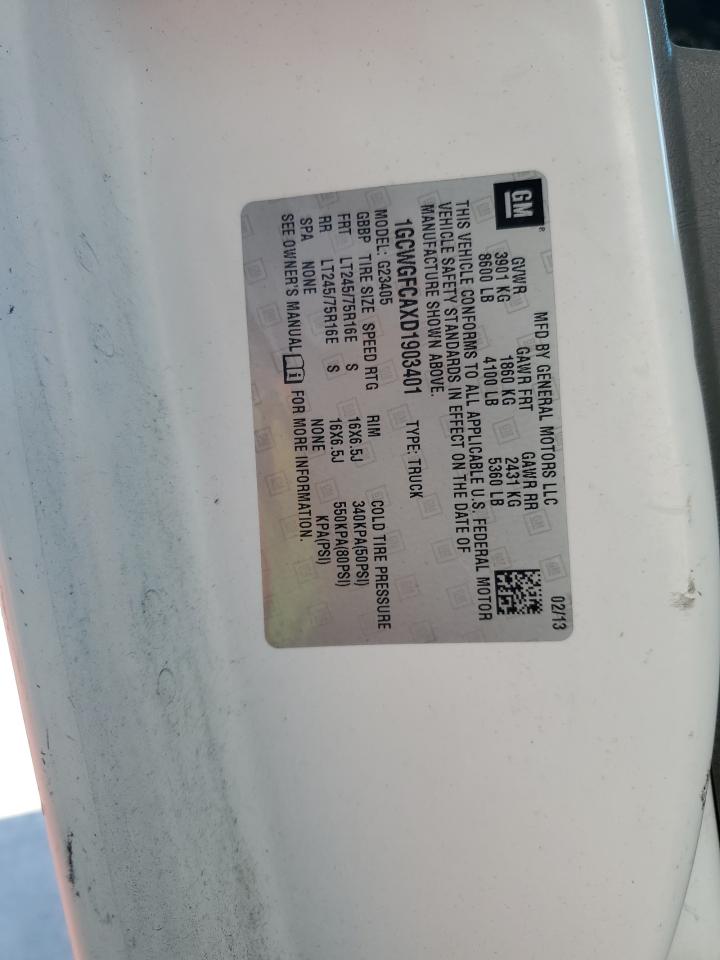 GM
MFD BY GENERAL MOTORS LLC 02/13
GVWR GAWR FRT GAWR RR
3901 KG 1860 KG 2431 KG
8600 LB 4100 LB 5360 LB
THIS VEHICLE CONFORMS TO ALL APPLICABLE U.S. FEDERAL MOTOR
VEHICLE SAFETY STANDARDS IN EFFECT ON THE DATE OF
MANUFACTURE SHOWN ABOVE.
1GCWGFCAXD1903401 TYPE: TRUCK
MODEL: G23405
GBBP TIRE SIZE SPEED RTG RIM COLD TIRE PRESSURE
FRT LT245/75R16E S 16X6.5J 340KPA(50PSI)
RR LT245/75R16E S 16X6.5J 550KPA(80PSI)
SPA NONE NONE KPA(PSI)
SEE OWNER'S MANUAL FOR MORE INFORMATION.